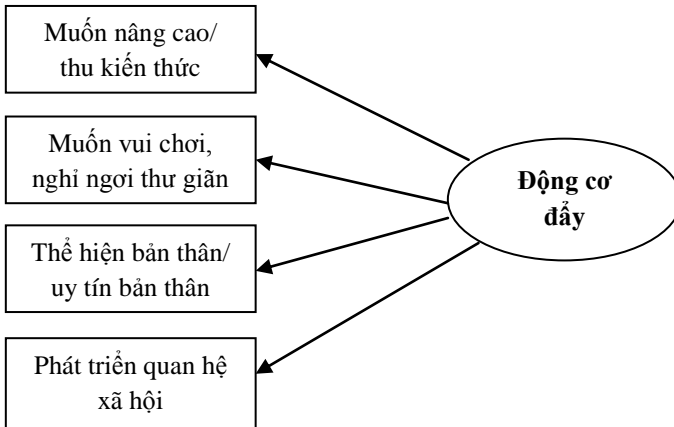 Muốn nâng cao/
thu kiến thức
Muốn vui chơi,
nghỉ ngơi thư giãn
Thể hiện bản thân/
uy tín bản thân
Phát triển quan hệ
xã hội
Động cơ
đẩy